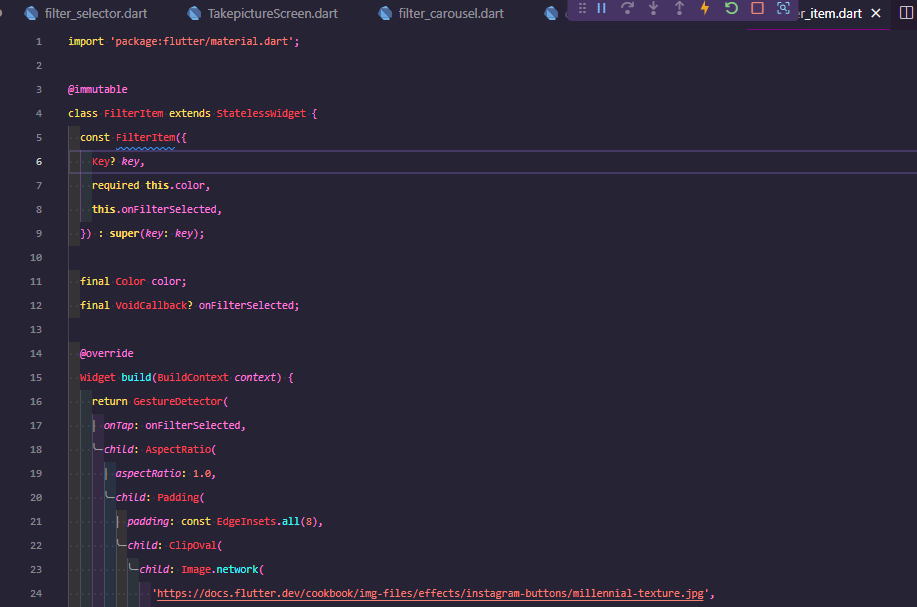 filter_selector.dart TakepictureScreen.dart filter_carousel.dart er_item.dart
1 import 'package:flutter/material.dart';
2
3 @immutable
4 class FilterItem extends StatelessWidget {
5 const FilterItem({
6 Key? key,
7 required this.color,
8 this.onFilterSelected,
9 }) : super(key: key);
10
11 final Color color;
12 final VoidCallback? onFilterSelected;
13
14 @override
15 Widget build(BuildContext context) {
16 return GestureDetector(
17 onTap: onFilterSelected,
18 child: AspectRatio(
19 aspectRatio: 1.0,
20 child: Padding(
21 padding: const EdgeInsets.all(8),
22 child: ClipOval(
23 child: Image.network(
24 'https://docs.flutter.dev/cookbook/img-files/effects/instagram-buttons/millennial-texture.jpg',